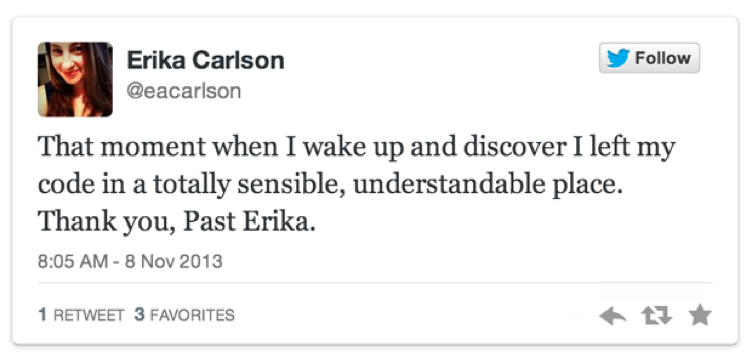 Erika Carlson
Follow
@eacarlson
That moment when I wake up and discover I left my
code in a totally sensible, understandable place.
Thank you, Past Erika.
8:05 AM - 8 Nov 2013
1 RETWEET 3 FAVORITES